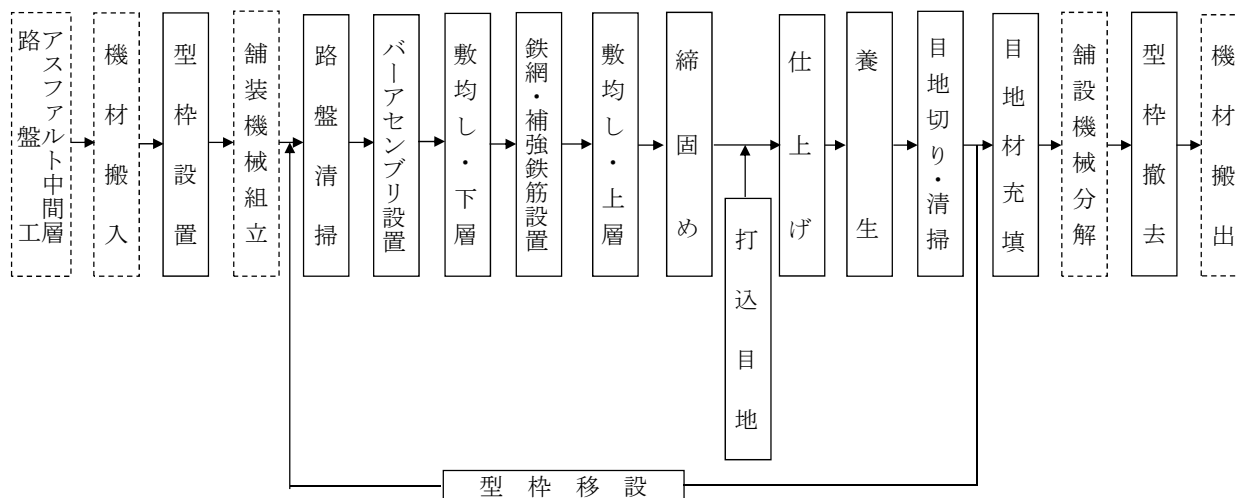 路盤工
アスファルト中間層
機材搬入
型枠設置
舗装機械組立
路盤清掃
バーアセンブリ設置
敷均し・下層
鉄網・補強鉄筋設置
敷均し・上層
締固め
打込目地
仕上げ
養生
目地切り・清掃
目地材充填
舗設機械分解
型枠撤去
機材搬出
型枠移設